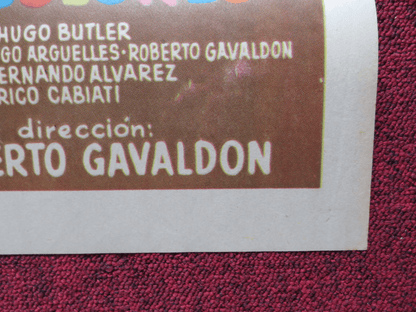 HUGO BUTLER
GO ARGUELLES·ROBERTO GAVALDON
ERNANDO ALVAREZ
RICO CABIATI
dirección:
ERTO GAVALDON